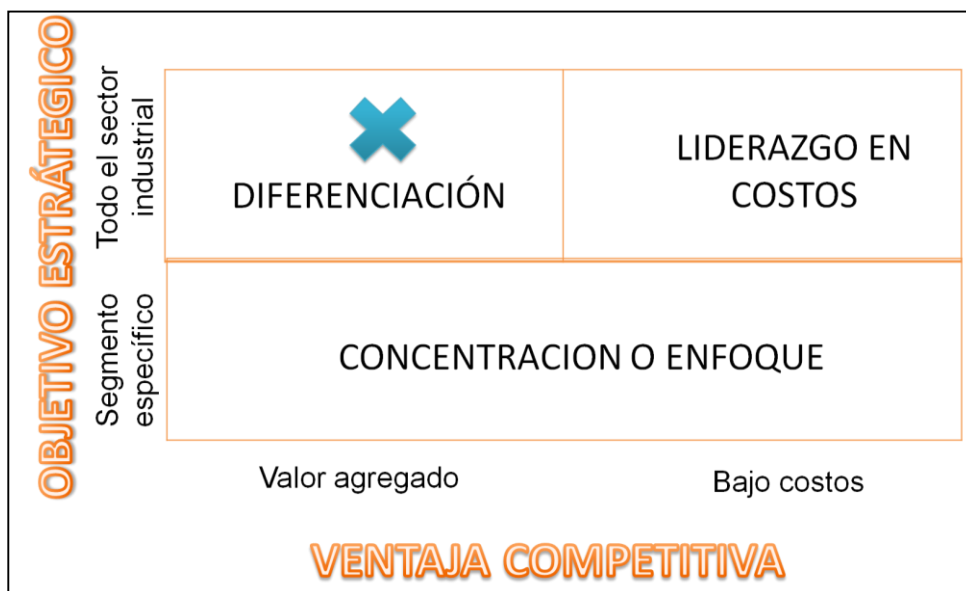 OBJETIVO ESTRÁTEGICO
Todo el sector
industrial
DIFERENCIACIÓN
LIDERAZGO EN
COSTOS
Segmento
específico
CONCENTRACION O ENFOQUE
Valor agregado
Bajo costos
VENTAJA COMPETITIVA